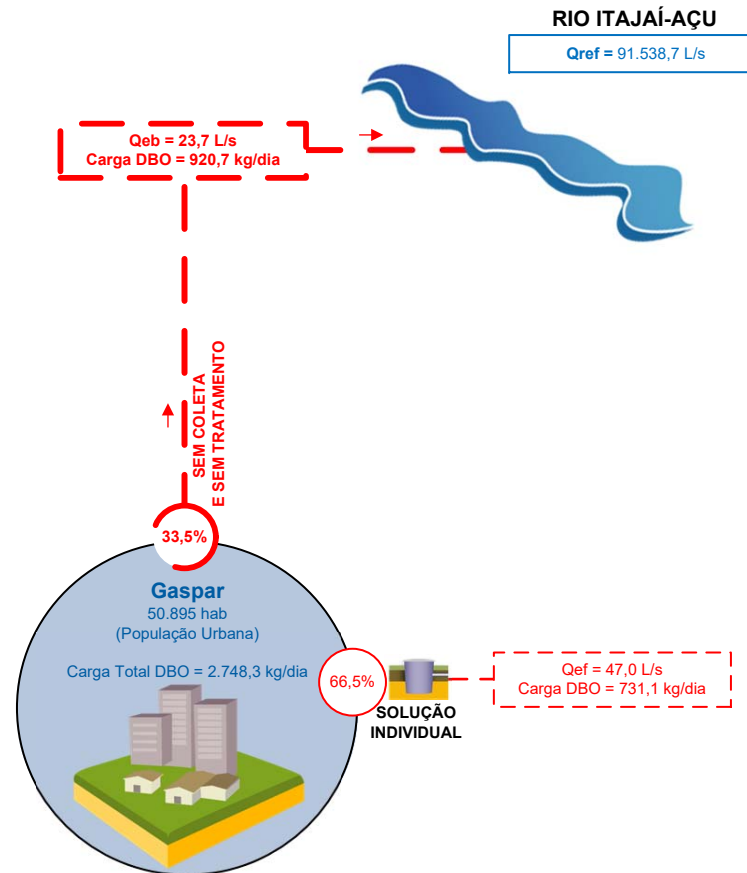 RIO ITAJAÍ-AÇU
Qref = 91.538,7 L/s
Qeb = 23,7 L/s
Carga DBO = 920,7 kg/dia
SEM COLETA
E SEM TRATAMENTO
33,5%
Gaspar
50.895 hab
(População Urbana)
Carga Total DBO = 2.748,3 kg/dia
66,5%
SOLUÇÃO
INDIVIDUAL
Qef = 47,0 L/s
Carga DBO = 731,1 kg/dia